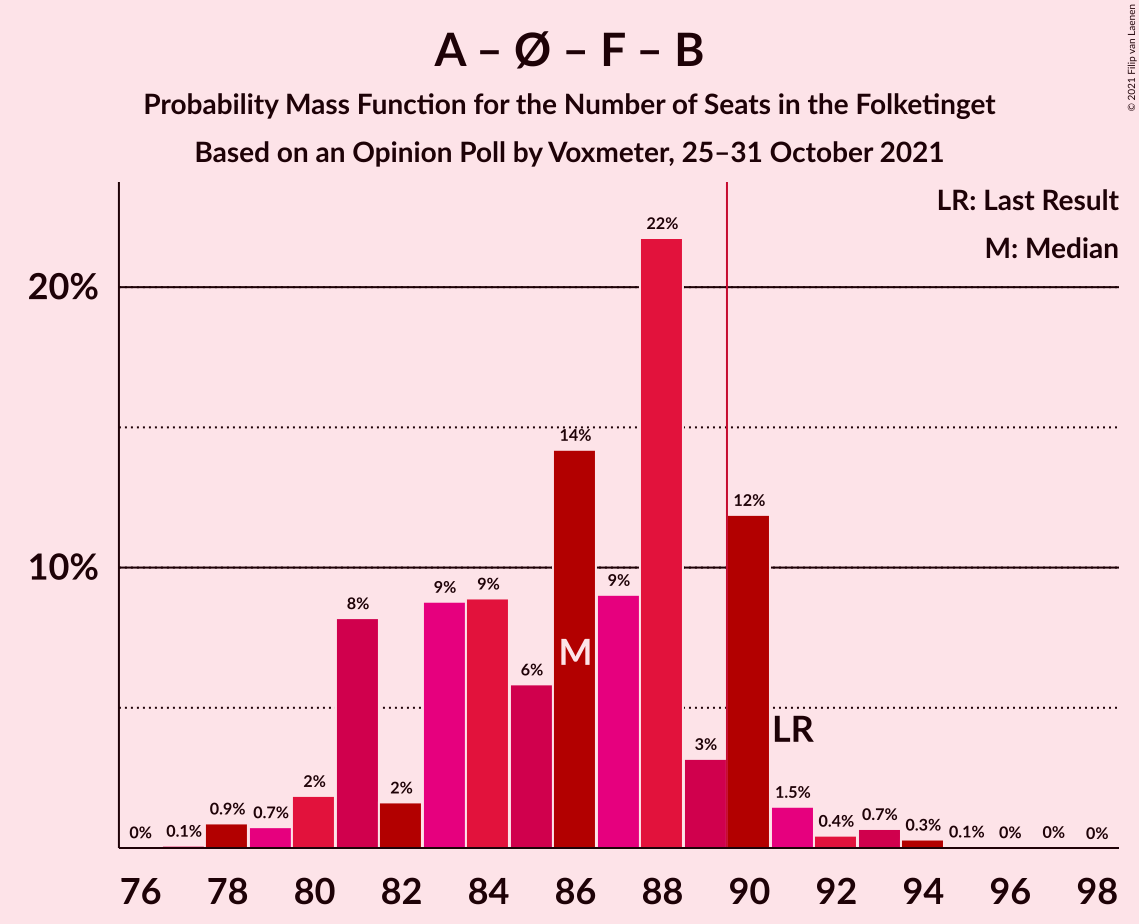 A – Ø – F – B
Probability Mass Function for the Number of Seats in the Folketinget
Based on an Opinion Poll by Voxmeter, 25–31 October 2021
© 2021 Filip van Laenen
LR: Last Result
M: Median
20%
10%
0%
0.1%
0.9%
0.7%
2%
8%
2%
9%
9%
6%
14%
9%
22%
3%
12%
1.5%
0.4%
0.7%
0.3%
0.1%
0%
0%
0%
M
LR
76 78 80 82 84 86 88 90 92 94 96 98